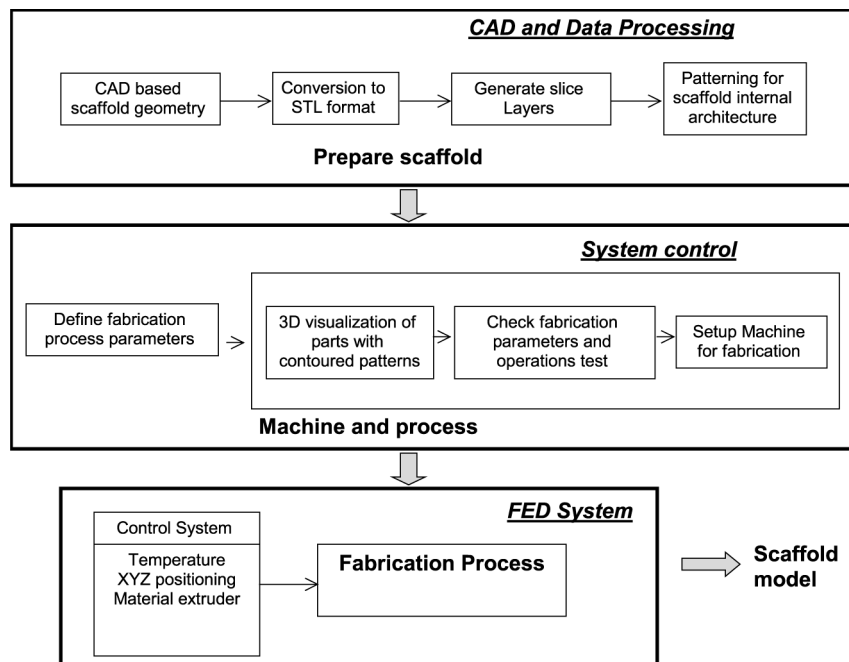 CAD and Data Processing
CAD based
scaffold geometry
Conversion to
STL format
Generate slice
Layers
Patterning for
scaffold internal
architecture
Prepare scaffold
System control
Define fabrication
process parameters
3D visualization of
parts with
contoured patterns
Check fabrication
parameters and
operations test
Setup Machine
for fabrication
Machine and process
FED System
Control System
Temperature
XYZ positioning
Material extruder
Fabrication Process
Scaffold
model